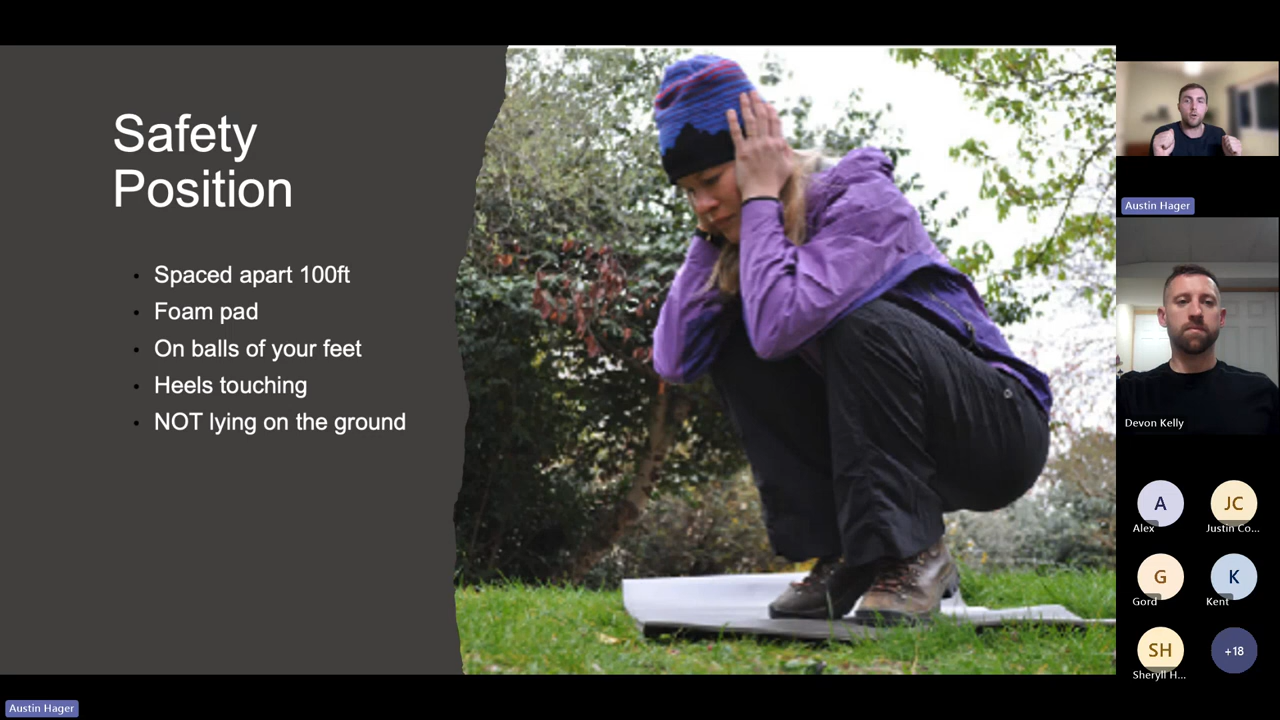 Safety
Position
• Spaced apart 100ft
• Foam pad
• On balls of your feet
• Heels touching
• NOT lying on the ground
Austin Hager
Devon Kelly
A
Alex
JC
Justin Co...
G
Gord
K
Kent
SH
Sheryll H...
+18
Austin Hager